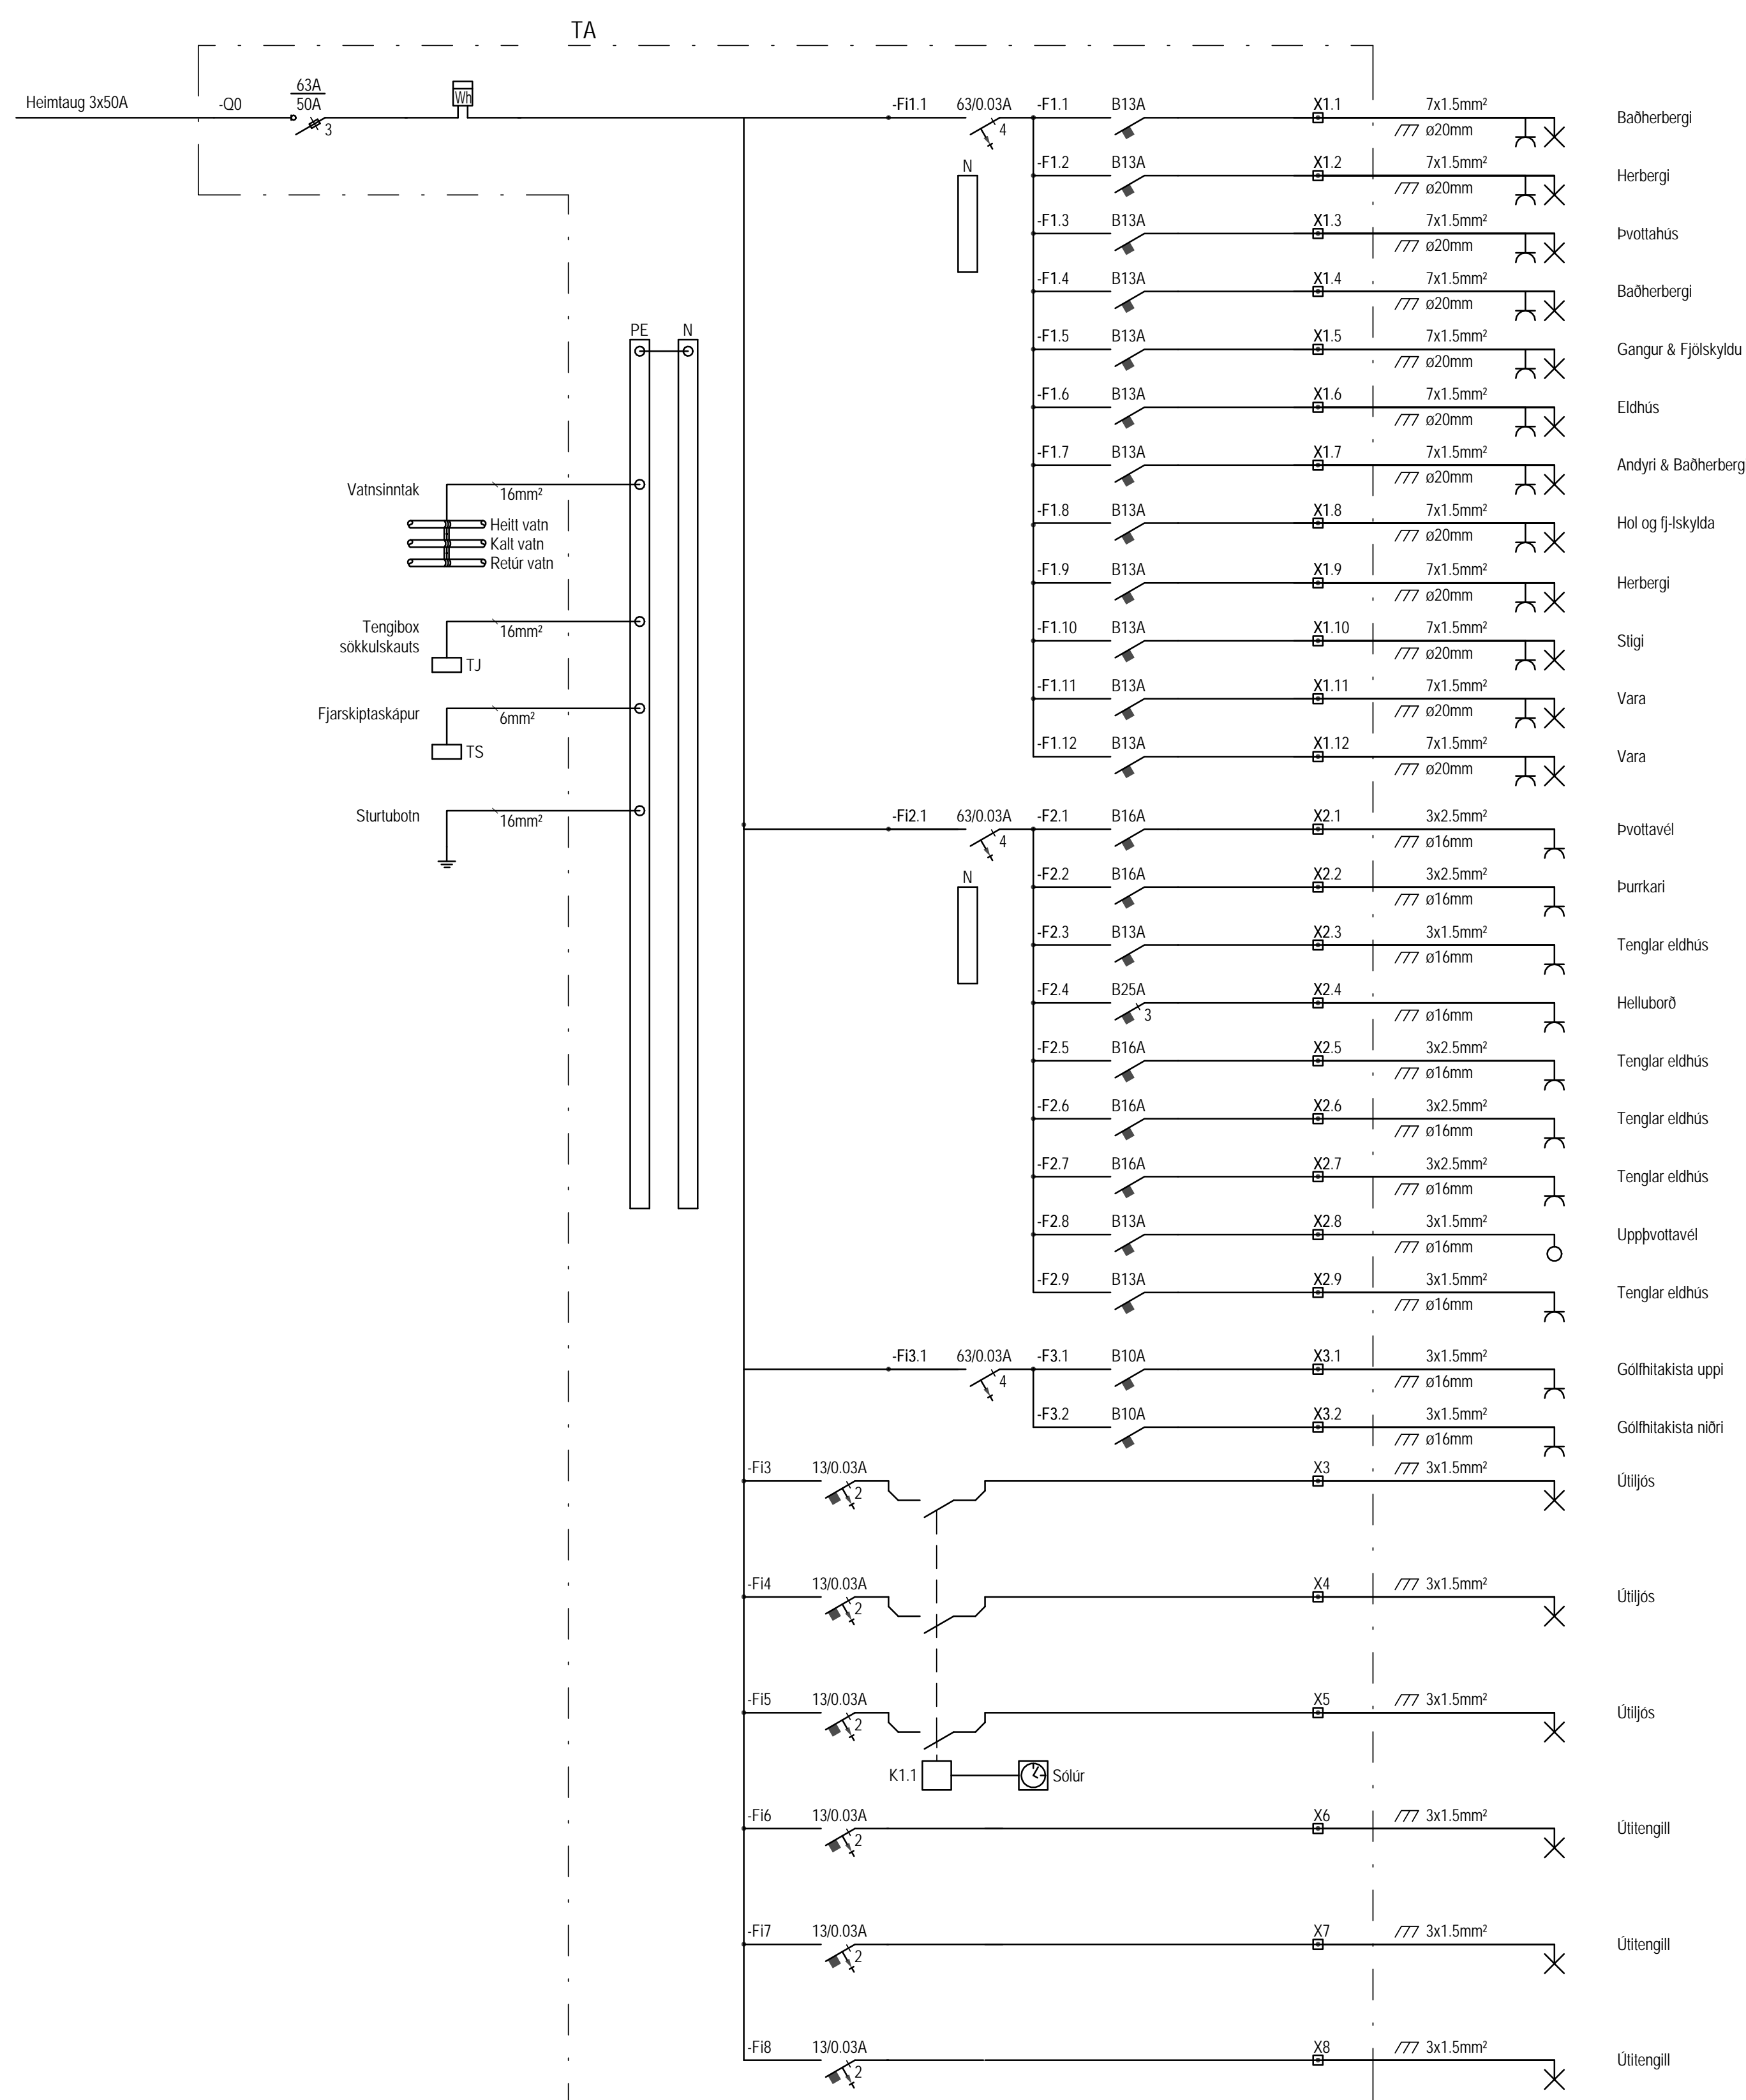 TA
Heimtaug 3x50A
-Q0
63A
50A
3
Wh
-Fi1.1 63/0.03A
4
N
-F1.1 B13A X1.1 7x1.5mm² ø20mm Baðherbergi
-F1.2 B13A X1.2 7x1.5mm² ø20mm Herbergi
-F1.3 B13A X1.3 7x1.5mm² ø20mm Þvottahús
-F1.4 B13A X1.4 7x1.5mm² ø20mm Baðherbergi
-F1.5 B13A X1.5 7x1.5mm² ø20mm Gangur & Fjölskyldu
-F1.6 B13A X1.6 7x1.5mm² ø20mm Eldhús
-F1.7 B13A X1.7 7x1.5mm² ø20mm Andyri & Baðherberg
-F1.8 B13A X1.8 7x1.5mm² ø20mm Hol og fj-lskylda
-F1.9 B13A X1.9 7x1.5mm² ø20mm Herbergi
-F1.10 B13A X1.10 7x1.5mm² ø20mm Stigi
-F1.11 B13A X1.11 7x1.5mm² ø20mm Vara
-F1.12 B13A X1.12 7x1.5mm² ø20mm Vara
PE N
Vatnsinntak 16mm²
Heitt vatn
Kalt vatn
Retúr vatn
Tengibox
sökkulskauts
16mm²
TJ
Fjarskiptaskápur 6mm²
TS
Sturtubotn 16mm²
-Fi2.1 63/0.03A
4
N
-F2.1 B16A X2.1 3x2.5mm² ø16mm Þvottavél
-F2.2 B16A X2.2 3x2.5mm² ø16mm Þurrkari
-F2.3 B13A X2.3 3x1.5mm² ø16mm Tenglar eldhús
-F2.4 B25A 3 X2.4 ø16mm Helluborð
-F2.5 B16A X2.5 3x2.5mm² ø16mm Tenglar eldhús
-F2.6 B16A X2.6 3x2.5mm² ø16mm Tenglar eldhús
-F2.7 B16A X2.7 3x2.5mm² ø16mm Tenglar eldhús
-F2.8 B13A X2.8 3x1.5mm² ø16mm Uppþvottavél
-F2.9 B13A X2.9 3x1.5mm² ø16mm Tenglar eldhús
-Fi3.1 63/0.03A
4
-F3.1 B10A X3.1 3x1.5mm² ø16mm Gólfhitakista uppi
-F3.2 B10A X3.2 3x1.5mm² ø16mm Gólfhitakista niðri
-Fi3 13/0.03A 2 X3 3x1.5mm² Útiljós
-Fi4 13/0.03A 2 X4 3x1.5mm² Útiljós
-Fi5 13/0.03A 2 X5 3x1.5mm² Útiljós
K1.1 Sólúr
-Fi6 13/0.03A 2 X6 3x1.5mm² Útitengill
-Fi7 13/0.03A 2 X7 3x1.5mm² Útitengill
-Fi8 13/0.03A 2 X8 3x1.5mm² Útitengill